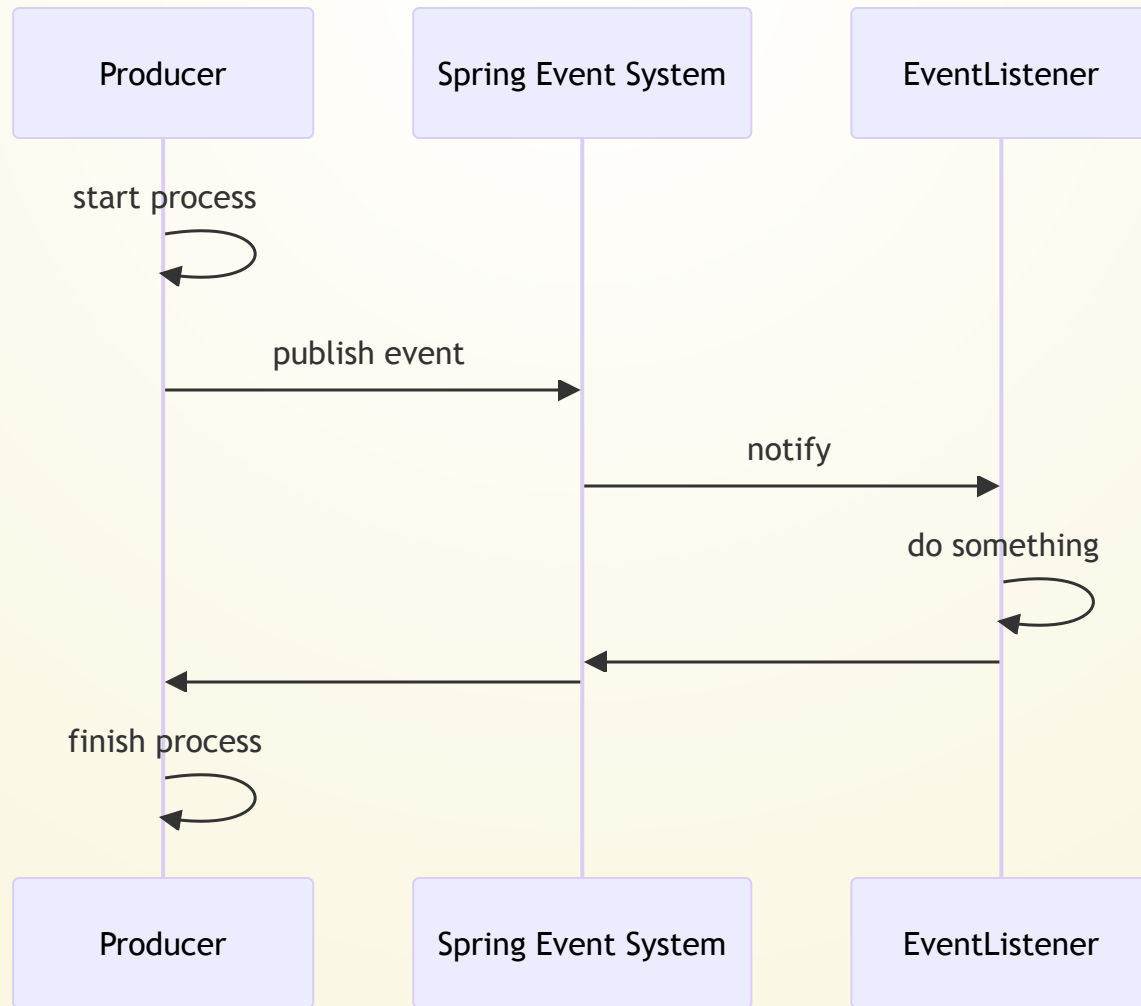 Producer
Spring Event System
EventListener
start process
publish event
notify
do something
finish process
Producer
Spring Event System
EventListener